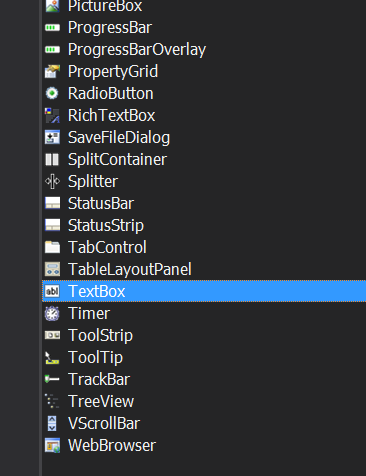 PictureBox
ProgressBar
ProgressBarOverlay
PropertyGrid
RadioButton
RichTextBox
SaveFileDialog
SplitContainer
Splitter
StatusBar
StatusStrip
TabControl
TableLayoutPanel
abl TextBox
Timer
ToolStrip
ToolTip
TrackBar
TreeView
VScrollBar
WebBrowser